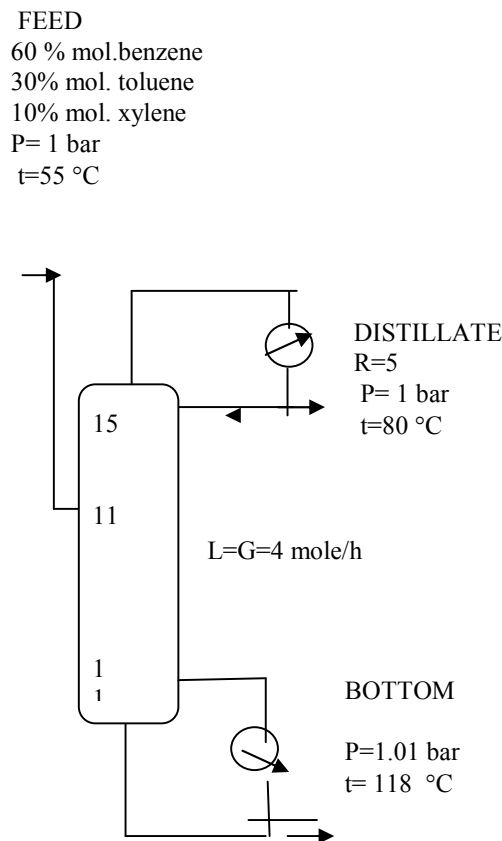 FEED
60 % mol.benzene
30% mol. toluene
10% mol. xylene
P= 1 bar
t=55 °C
DISTILLATE
R=5
P= 1 bar
t=80 °C
15
11
L=G=4 mole/h
1
1
BOTTOM
P=1.01 bar
t= 118 °C